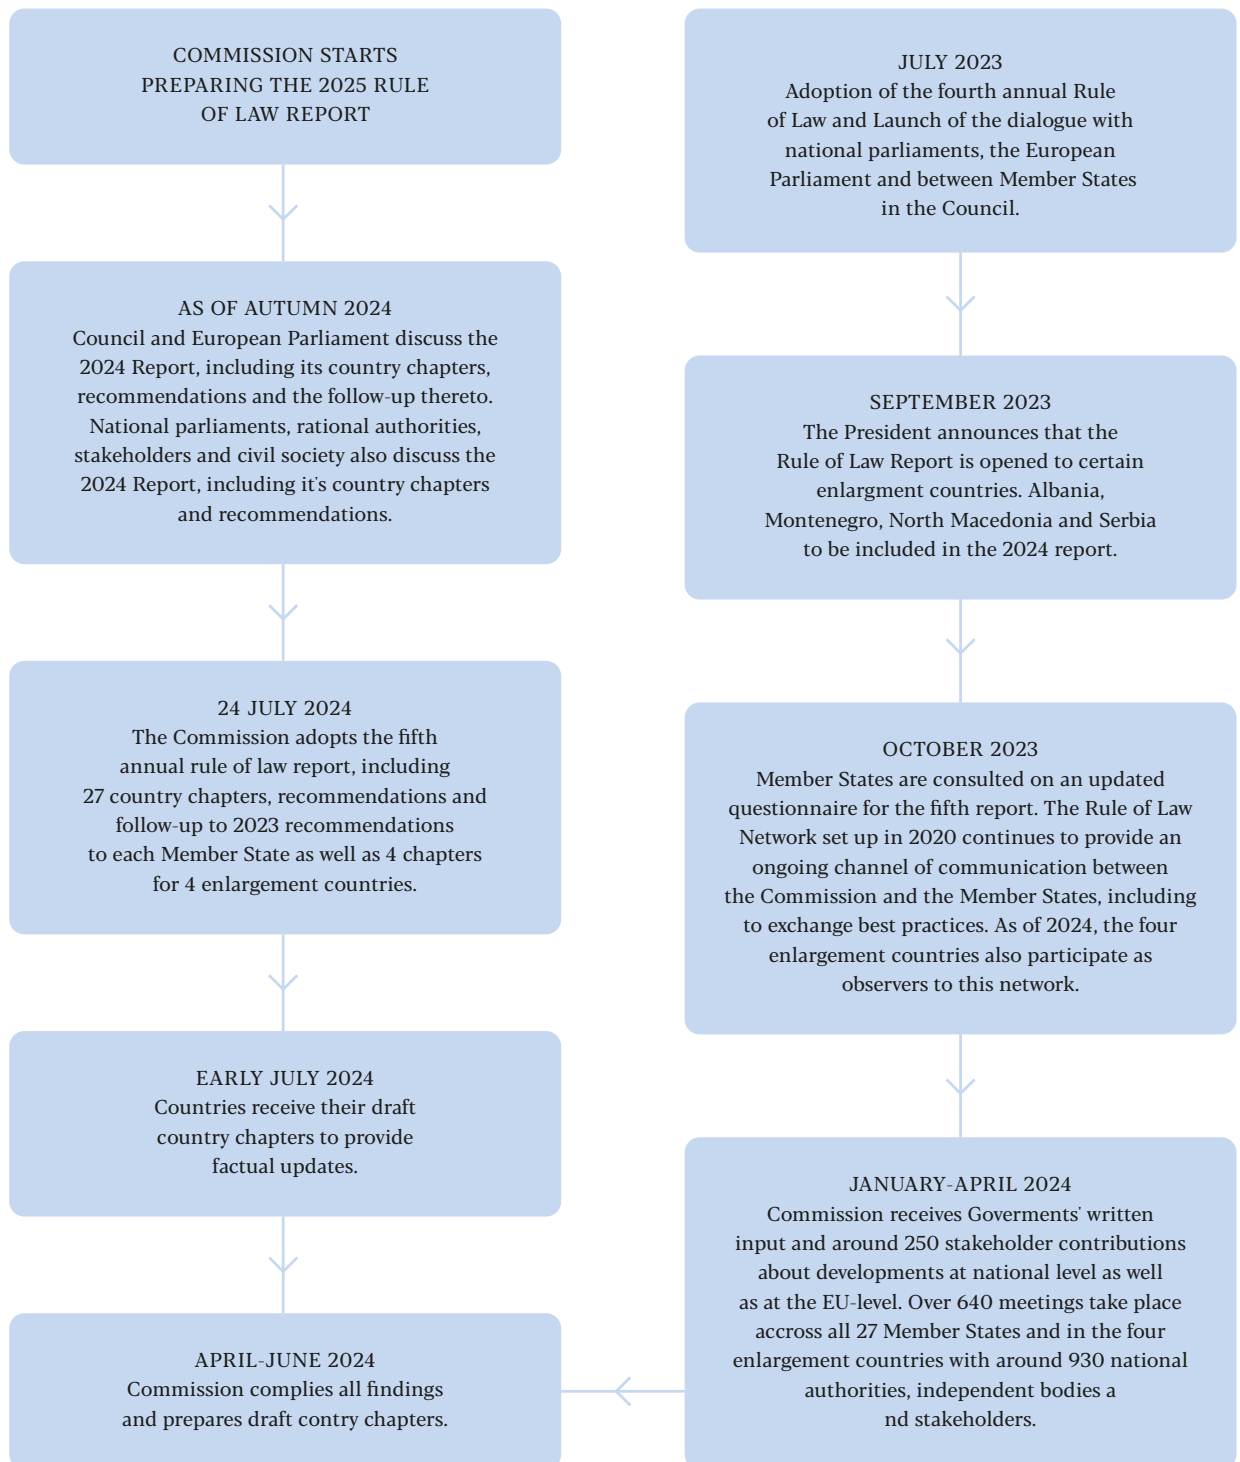 COMMISSION STARTS
PREPARING THE 2025 RULE
OF LAW REPORT
AS OF AUTUMN 2024
Council and European Parliament discuss the
2024 Report, including its country chapters,
recommendations and the follow-up thereto.
National parliaments, rational authorities,
stakeholders and civil society also discuss the
2024 Report, including it's country chapters
and recommendations.
24 JULY 2024
The Commission adopts the fifth
annual rule of law report, including
27 country chapters, recommendations and
follow-up to 2023 recommendations
to each Member State as well as 4 chapters
for 4 enlargement countries.
EARLY JULY 2024
Countries receive their draft
country chapters to provide
factual updates.
APRIL-JUNE 2024
Commission complies all findings
and prepares draft contry chapters.
JULY 2023
Adoption of the fourth annual Rule
of Law and Launch of the dialogue with
national parliaments, the European
Parliament and between Member States
in the Council.
SEPTEMBER 2023
The President announces that the
Rule of Law Report is opened to certain
enlargment countries. Albania,
Montenegro, North Macedonia and Serbia
to be included in the 2024 report.
OCTOBER 2023
Member States are consulted on an updated
questionnaire for the fifth report. The Rule of Law
Network set up in 2020 continues to provide an
ongoing channel of communication between
the Commission and the Member States, including
to exchange best practices. As of 2024, the four
enlargement countries also participate as
observers to this network.
JANUARY-APRIL 2024
Commission receives Goverments' written
input and around 250 stakeholder contributions
about developments at national level as well
as at the EU-level. Over 640 meetings take place
accross all 27 Member States and in the four
enlargement countries with around 930 national
authorities, independent bodies a
nd stakeholders.